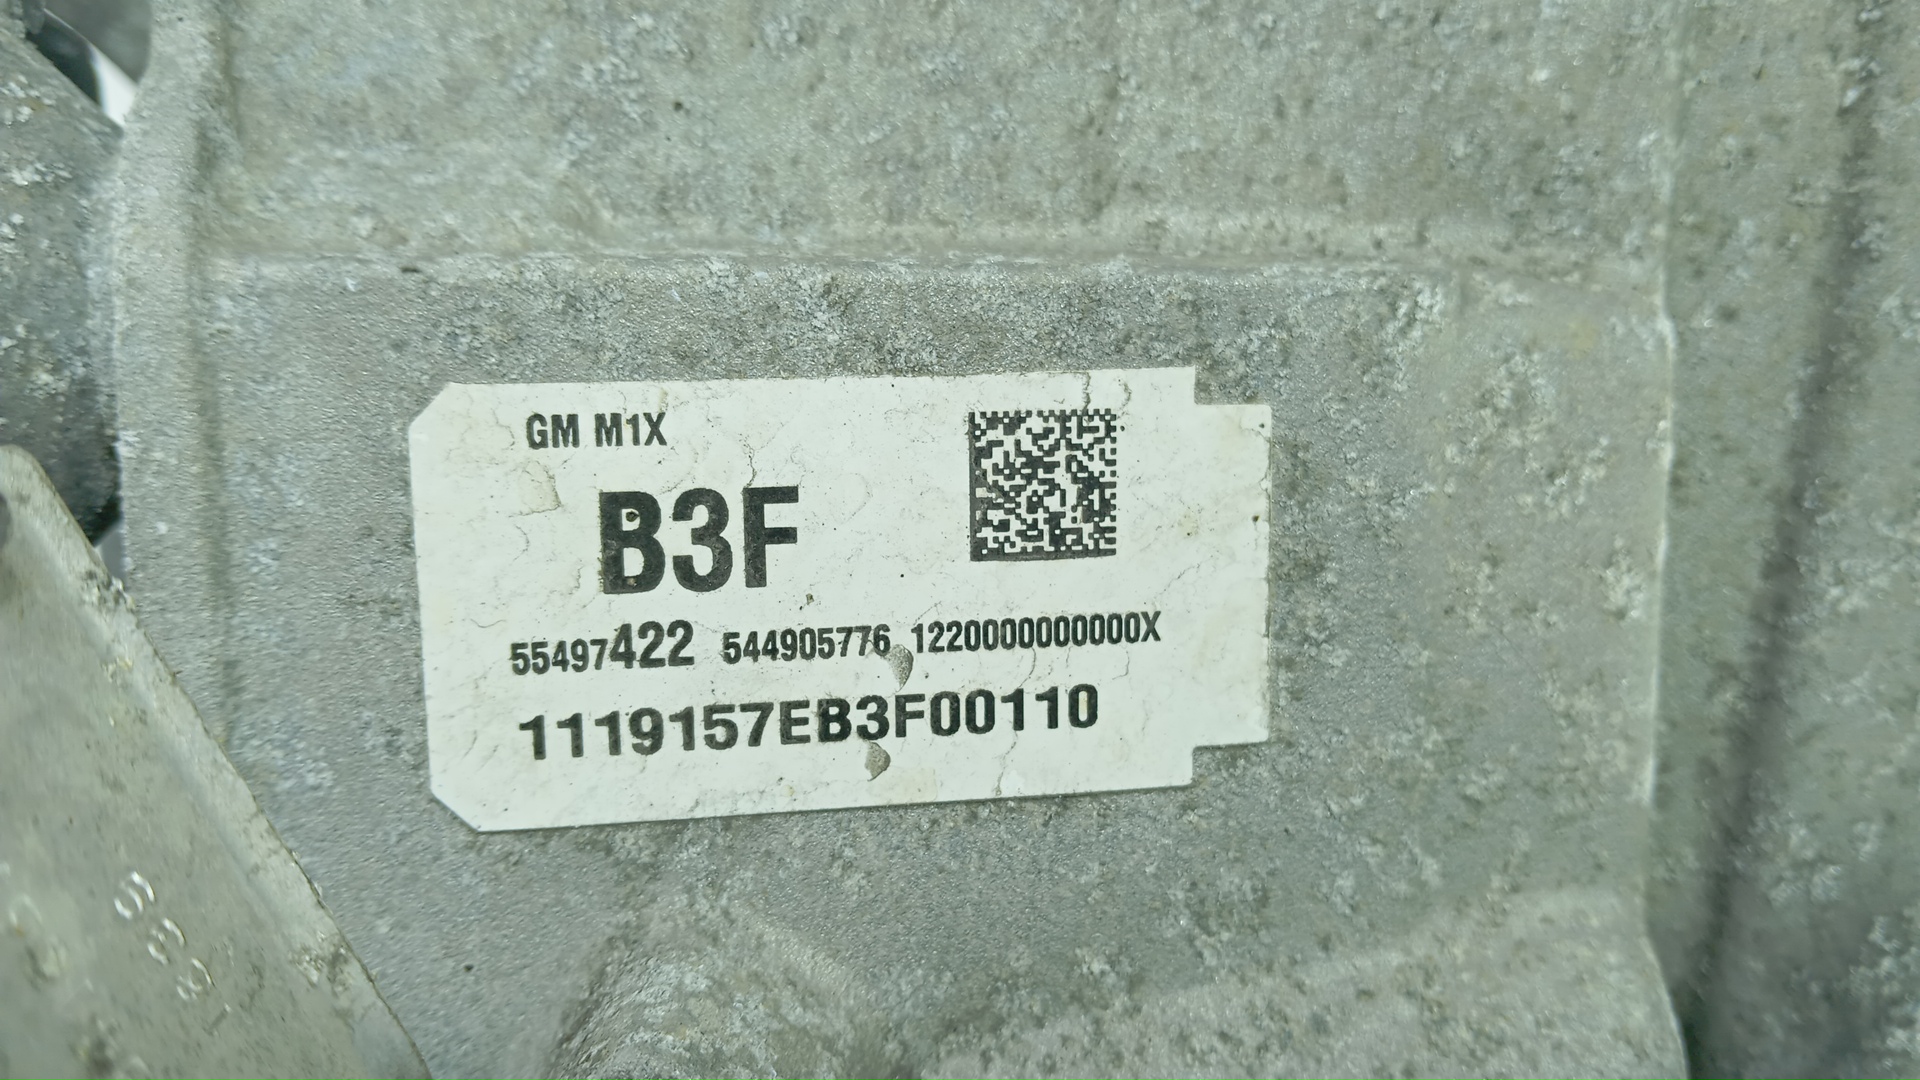 GM M1X
B3F
55497422 544905776 1220000000000X
1119157EB3F00110